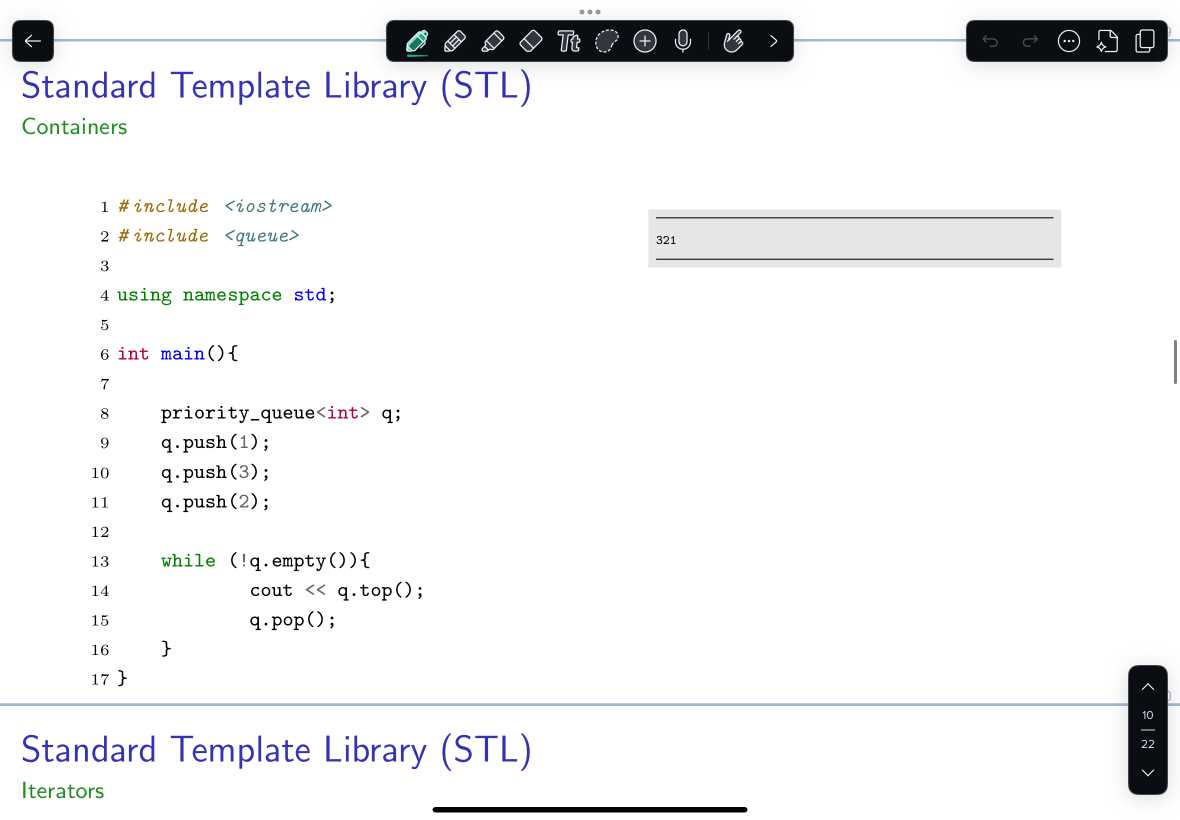 Tt
Standard Template Library (STL)
Containers
1 #include <iostream>
2 #include <queue>
3
4 using namespace std;
5
6 int main(){
7
8 priority_queue<int> q;
9 q.push(1);
10 q.push(3);
11 q.push(2);
12
13 while (!q.empty()){
14 cout << q.top();
15 q.pop();
16 }
17 }
321
10
22
Standard Template Library (STL)
Iterators